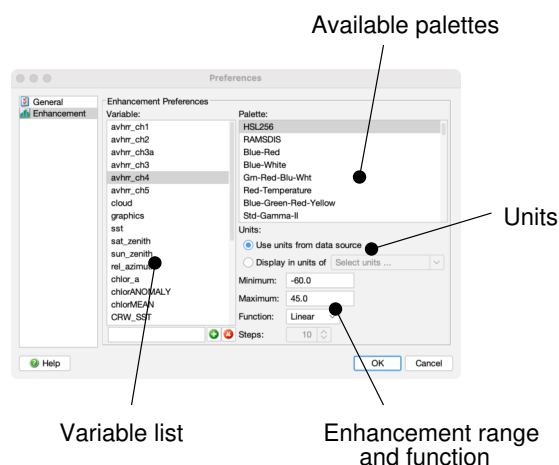 Available palettes
Preferences
General
Enhancement
Enhancement Preferences
Variable:
avhrr_ch1
avhrr_ch2
avhrr_ch3a
avhrr_ch3
avhrr_ch4
avhrr_ch5
cloud
graphics
sst
sat_zenith
sun_zenith
rel_azimuth
chlor_a
chlorANOMALY
chlorMEAN
CRW_SST
Palette:
HSL256
RAMSDIS
Blue-Red
Blue-White
Grn-Red-Blu-Wht
Red-Temperature
Blue-Green-Red-Yellow
Std-Gamma-II
Units:
Use units from data source
Display in units of Select units ...
Minimum: -60.0
Maximum: 45.0
Function: Linear
Steps: 10
Units
Help
OK
Cancel
Variable list
Enhancement range
and function